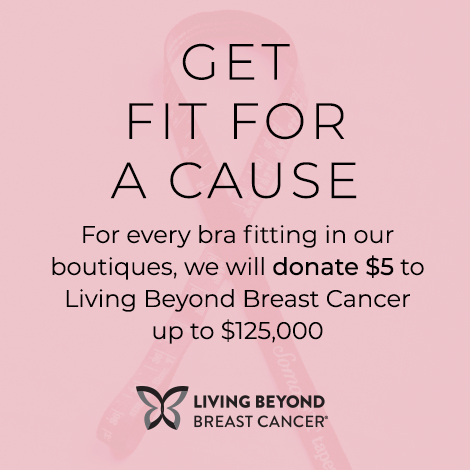 GET
FIT FOR
A CAUSE
For every bra fitting in our
boutiques, we will donate $5 to
Living Beyond Breast Cancer
up to $125,000
LIVING BEYOND
BREAST CANCER®